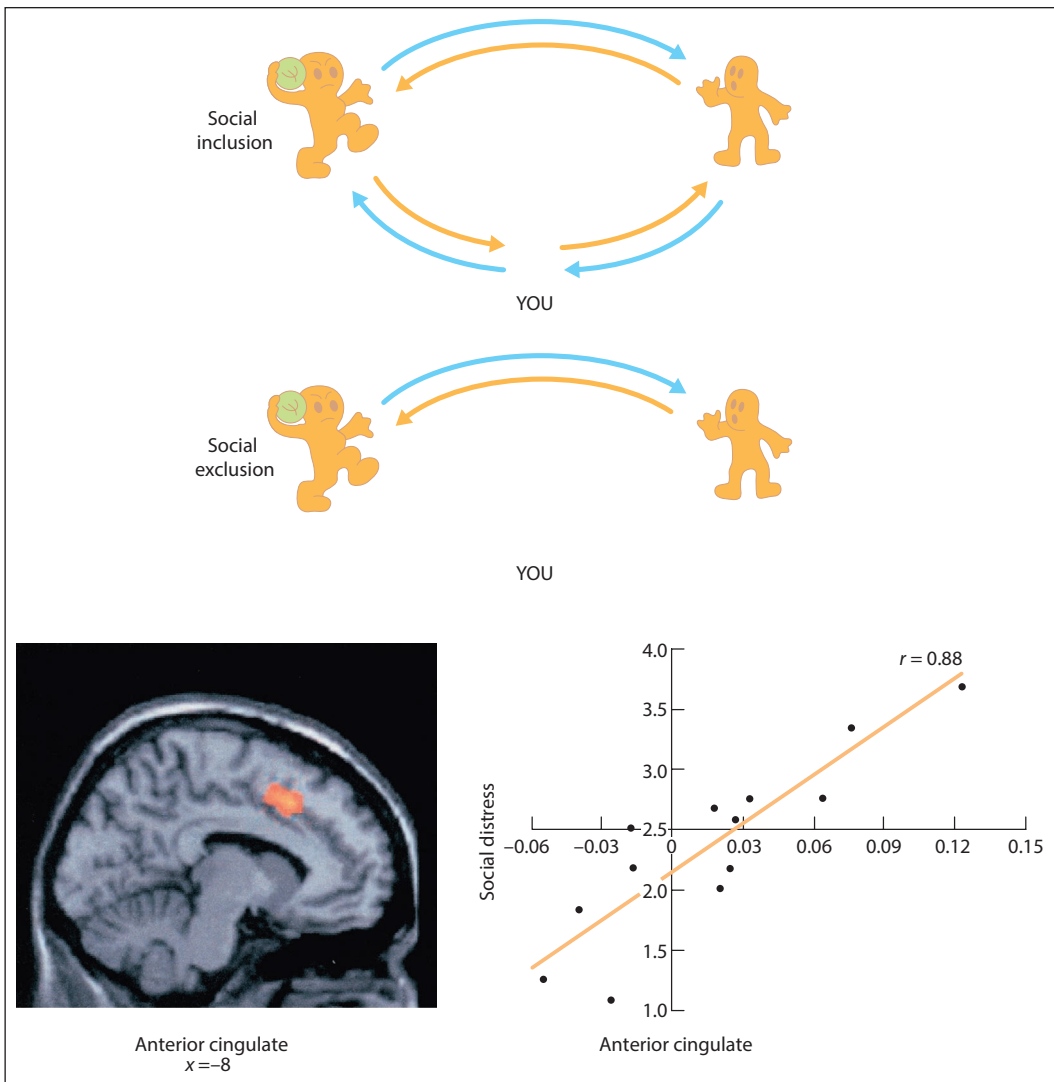 Social
inclusion
YOU
Social
exclusion
YOU
Anterior cingulate
x =–8
4.0
r = 0.88
3.5
3.0
2.5
–0.06
–0.03
0
0.03
0.06
0.09
0.12
0.15
2.0
1.5
1.0
Social distress
Anterior cingulate